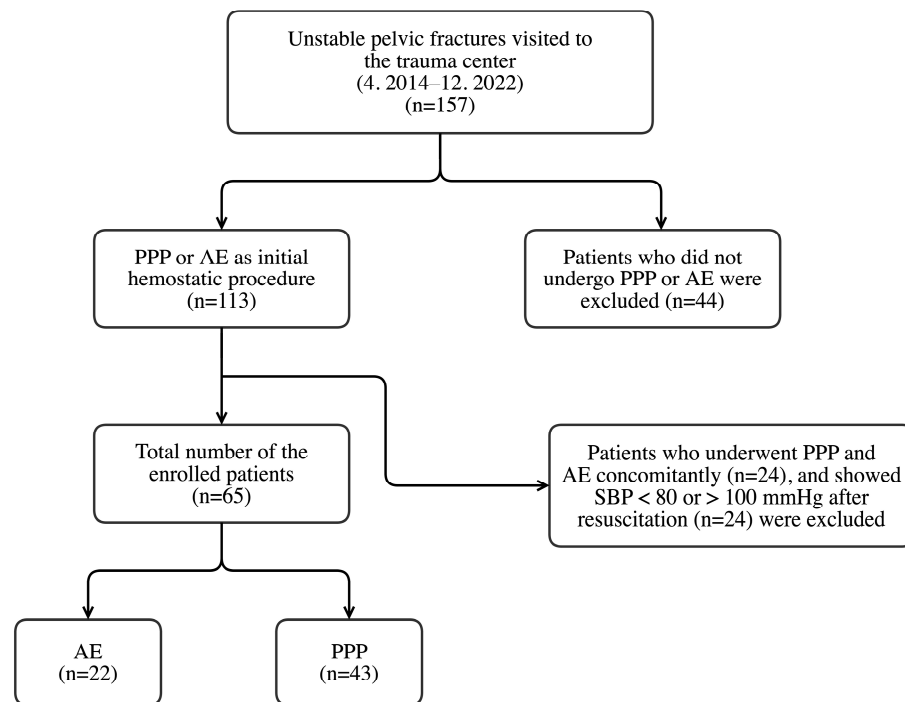 Unstable pelvic fractures visited to
the trauma center
(4. 2014–12. 2022)
(n=157)
PPP or AE as initial
hemostatic procedure
(n=113)
Patients who did not
undergo PPP or AE were
excluded (n=44)
Total number of the
enrolled patients
(n=65)
Patients who underwent PPP and
AE concomitantly (n=24), and showed
SBP < 80 or > 100 mmHg after
resuscitation (n=24) were excluded
AE
(n=22)
PPP
(n=43)